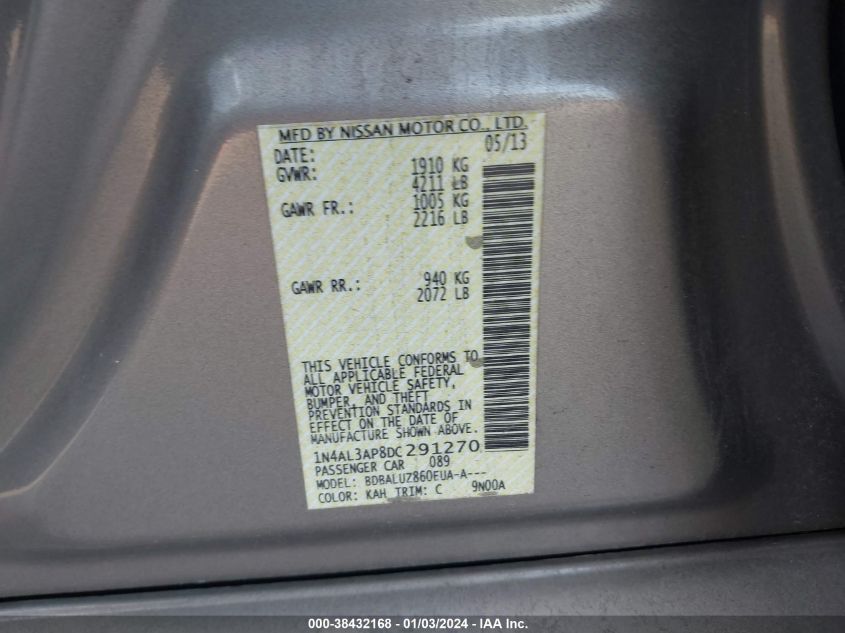 MFD BY NISSAN MOTOR CO., LTD.
DATE: 05/13
GVWR: 1910 KG
4211 LB
GAWR FR.: 1005 KG
2216 LB
GAWR RR.: 940 KG
2072 LB
THIS VEHICLE CONFORMS TO
ALL APPLICABLE FEDERAL
MOTOR VEHICLE SAFETY,
BUMPER, AND THEFT
PREVENTION STANDARDS IN
EFFECT ON THE DATE OF
MANUFACTURE SHOWN ABOVE.
1N4AL3AP8DC291270
PASSENGER CAR 089
MODEL: BDBALUZ860EUA-A---
COLOR: KAH TRIM: C 9N00A
000-38432168 - 01/03/2024 - IAA Inc.